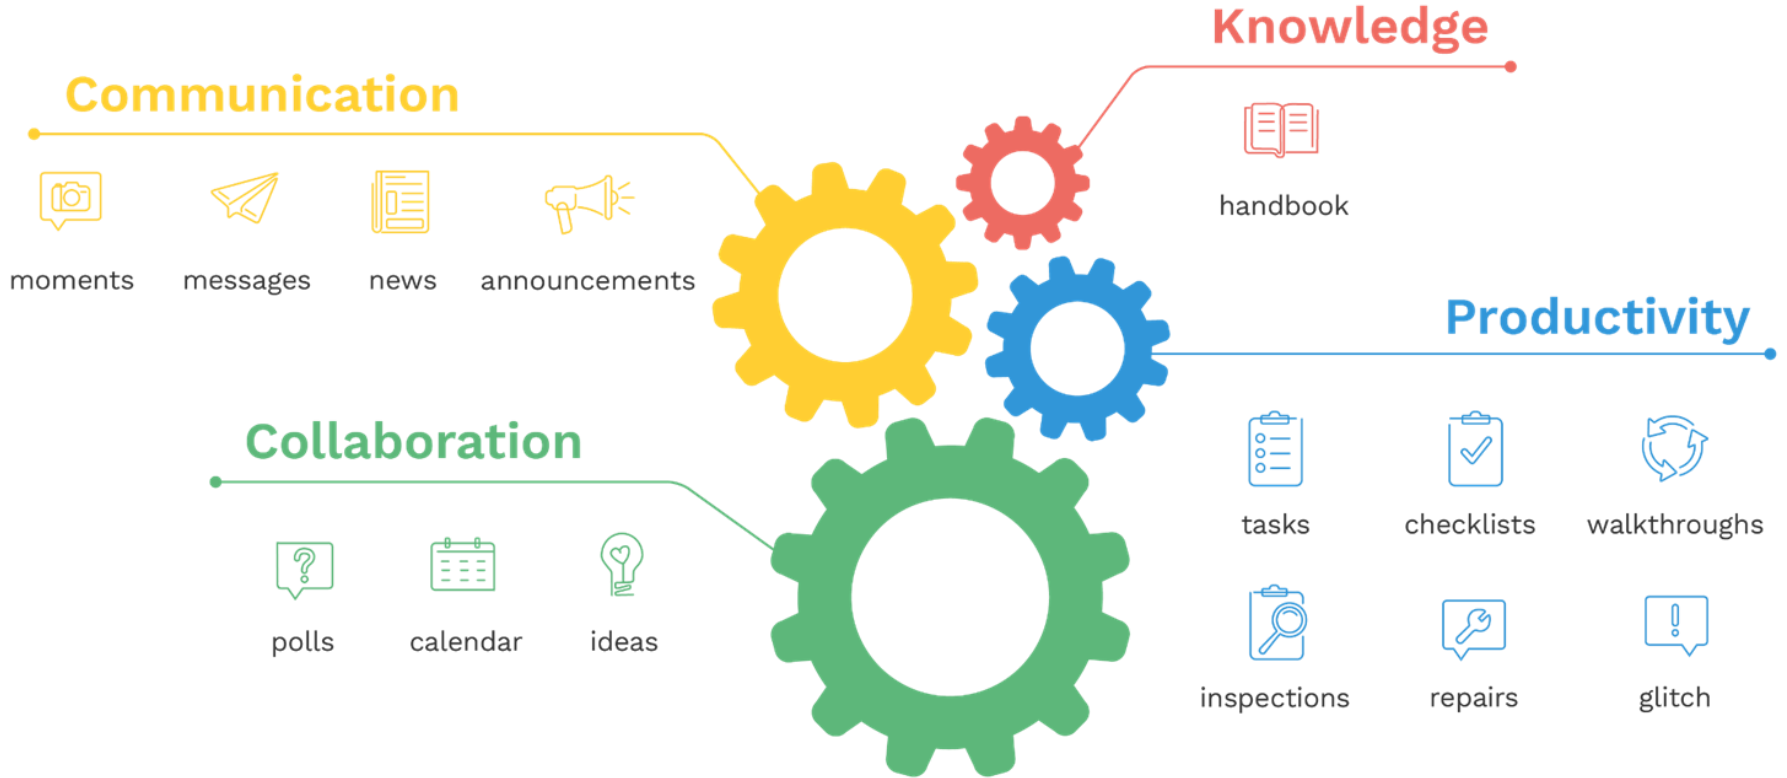 Knowledge
handbook
Communication
moments messages news announcements
Productivity
tasks checklists walkthroughs
inspections repairs glitch
Collaboration
polls calendar ideas